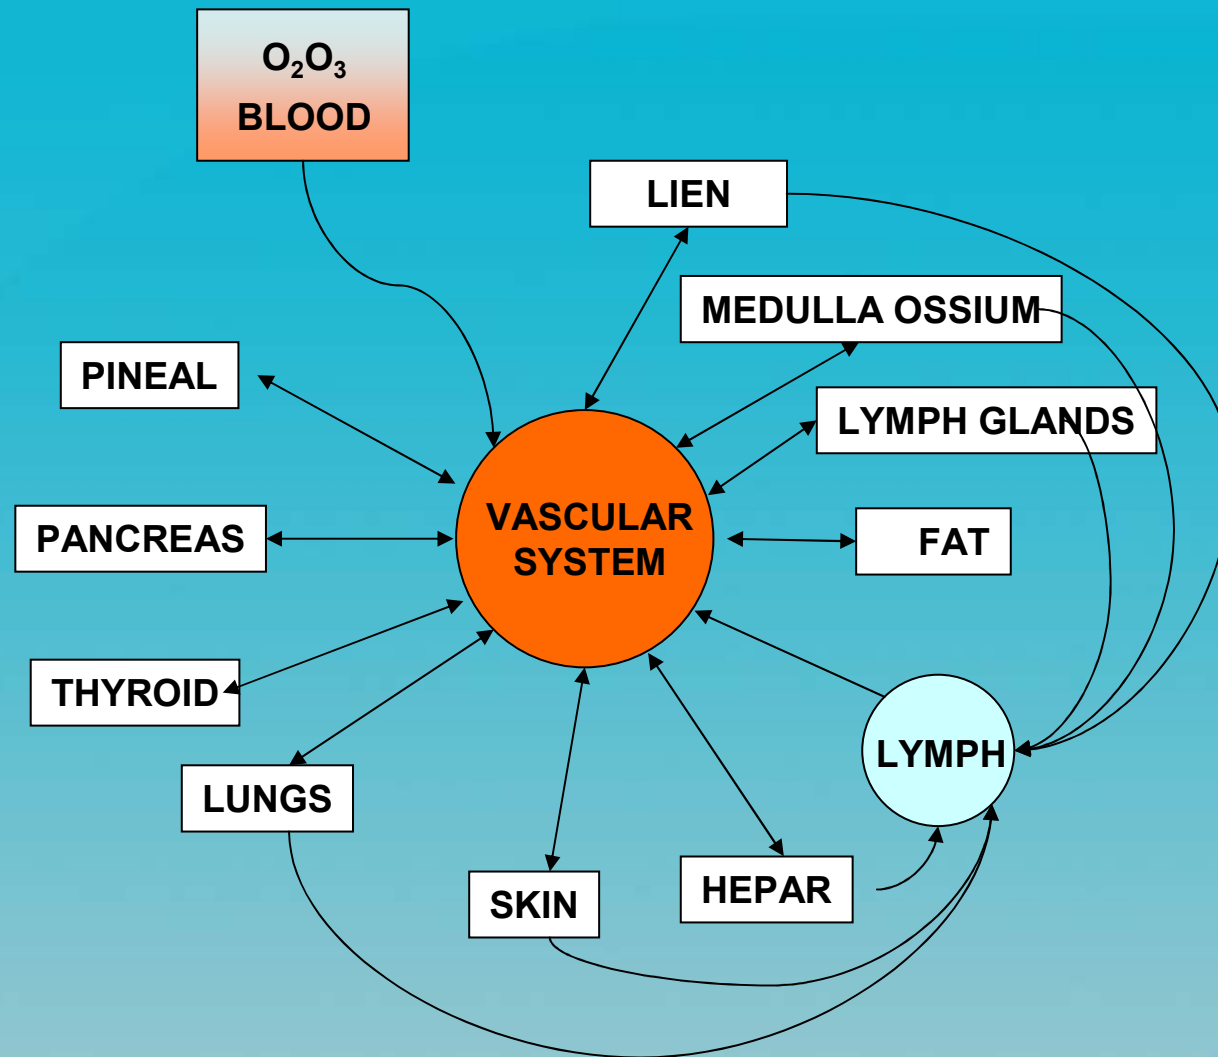 O₂O₃
BLOOD
LIEN
MEDULLA OSSIUM
PINEAL
LYMPH GLANDS
VASCULAR
SYSTEM
PANCREAS
FAT
THYROID
LYMPH
LUNGS
HEPAR
SKIN